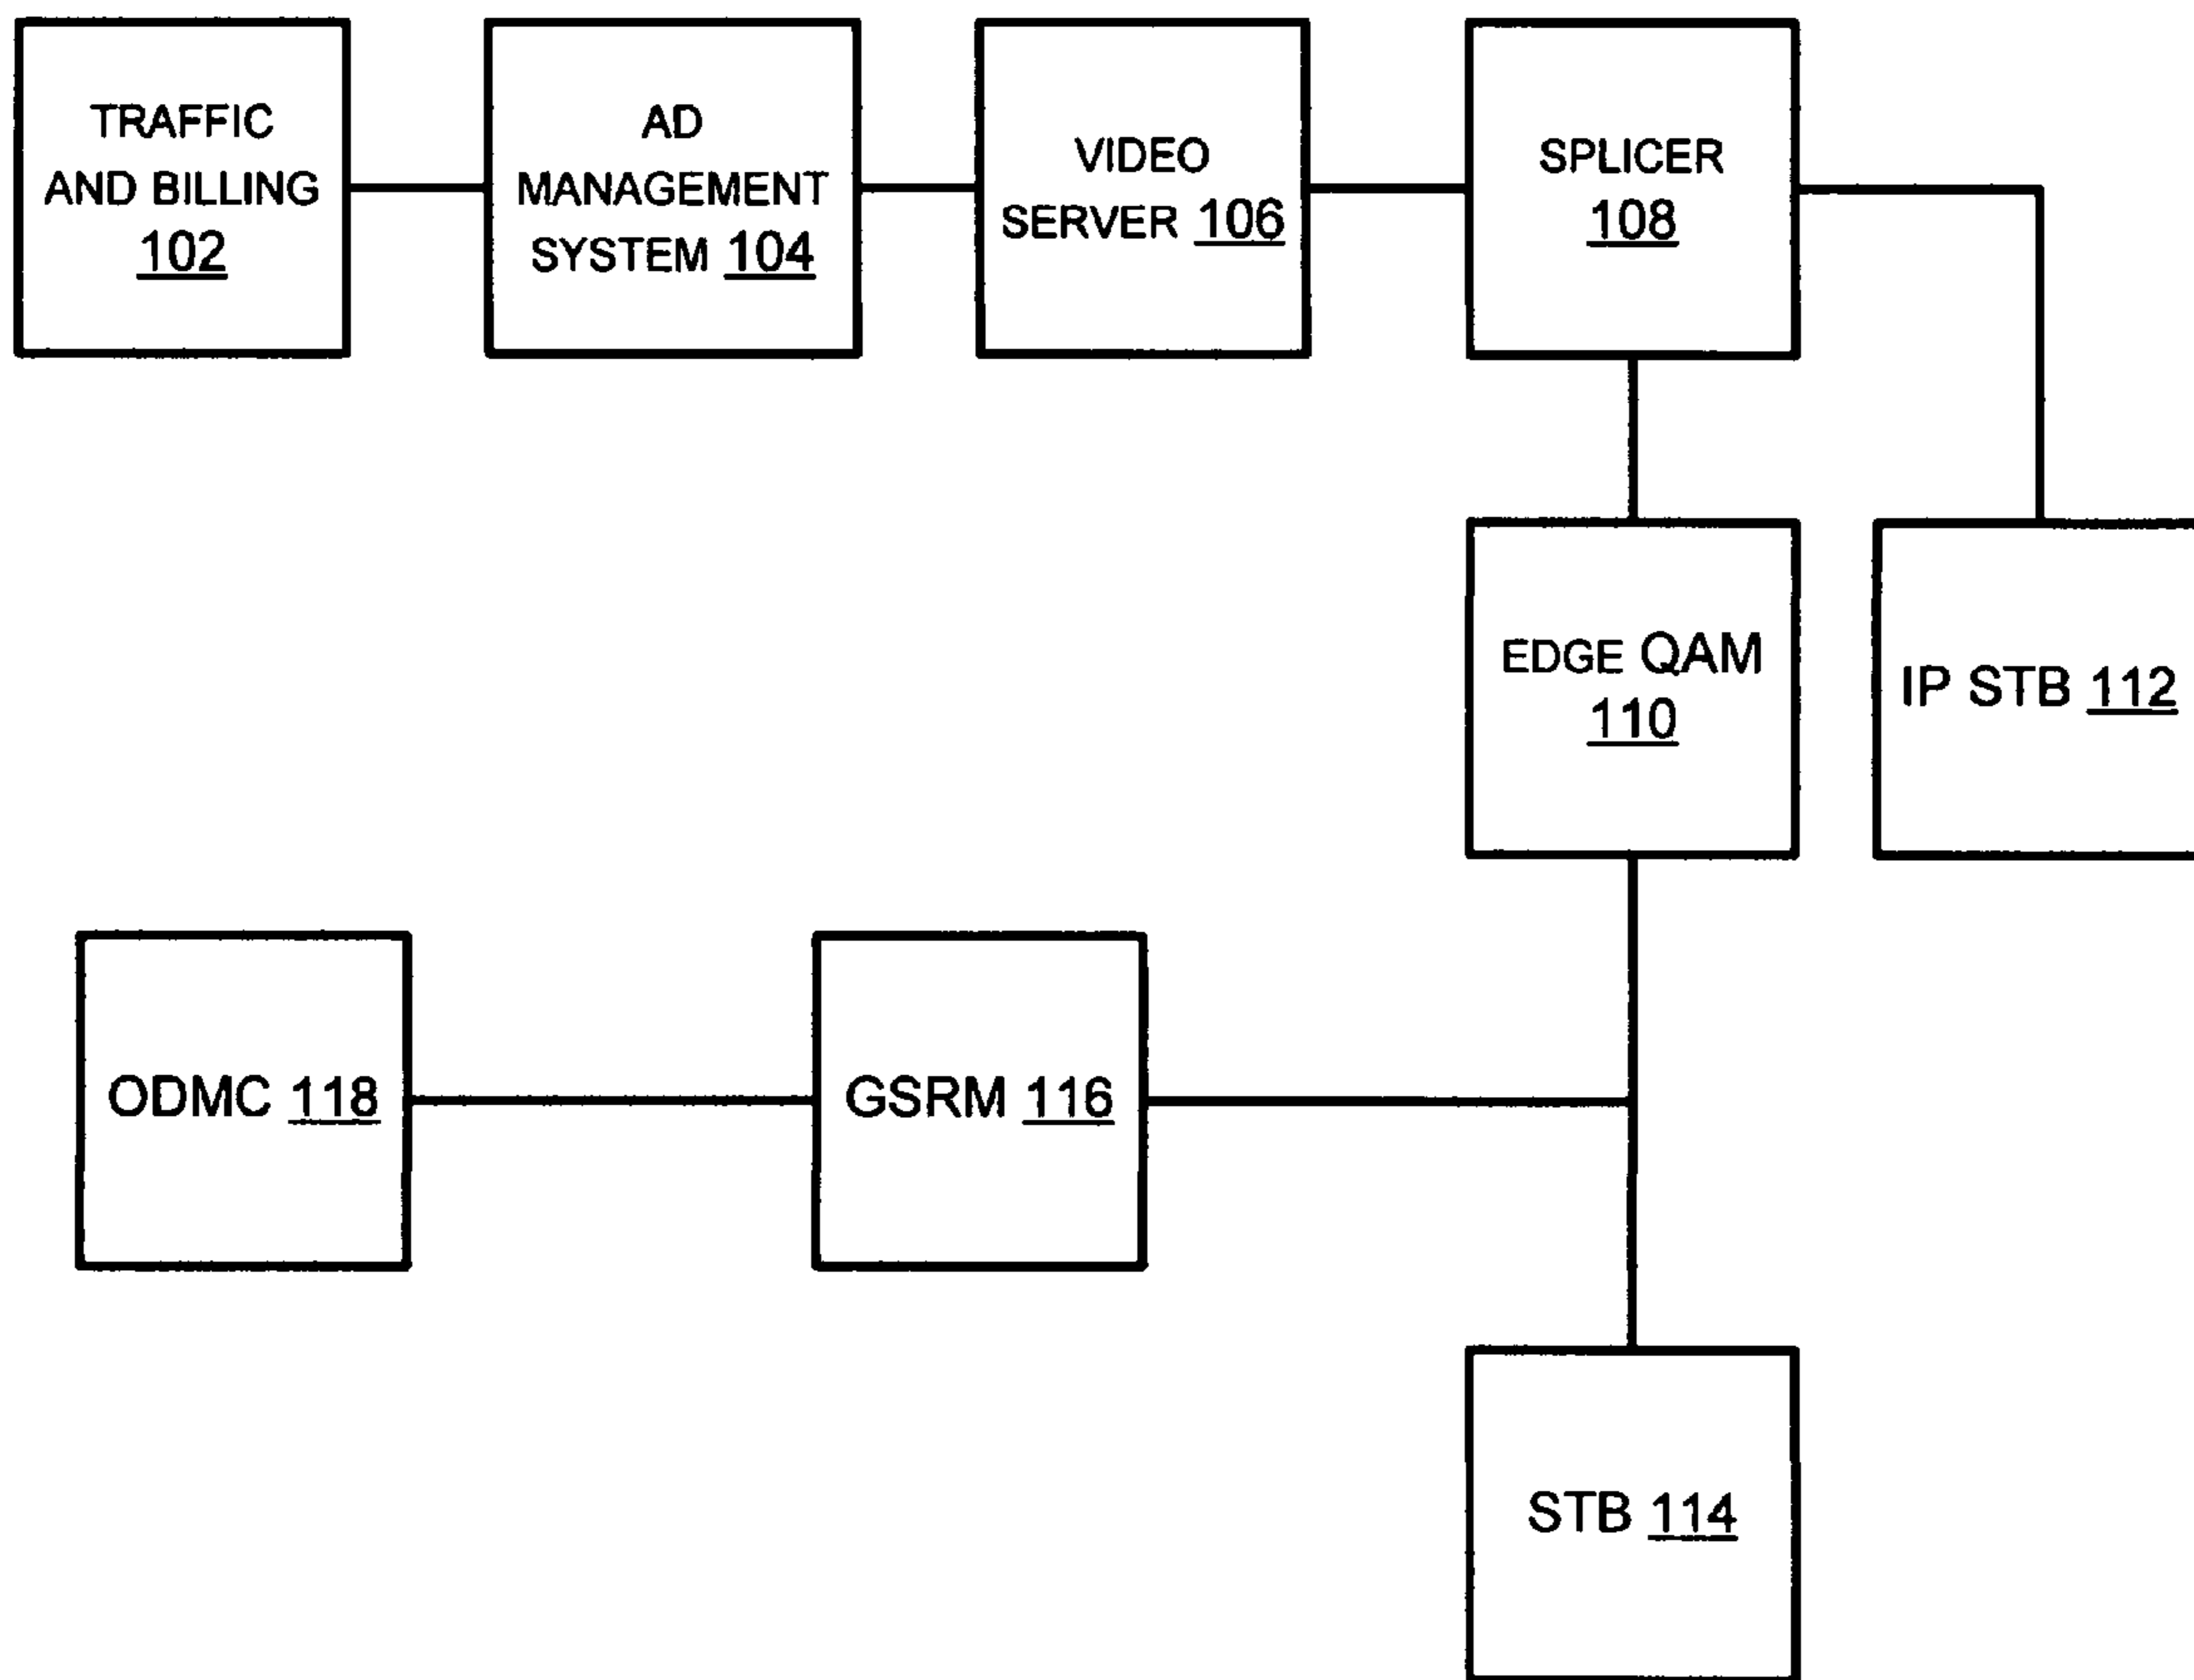 TRAFFIC
AND BILLING
102
AD
MANAGEMENT
SYSTEM 104
VIDEO
SERVER 106
SPLICER
108
EDGE QAM
110
IP STB 112
ODMC 118
GSRM 116
STB 114